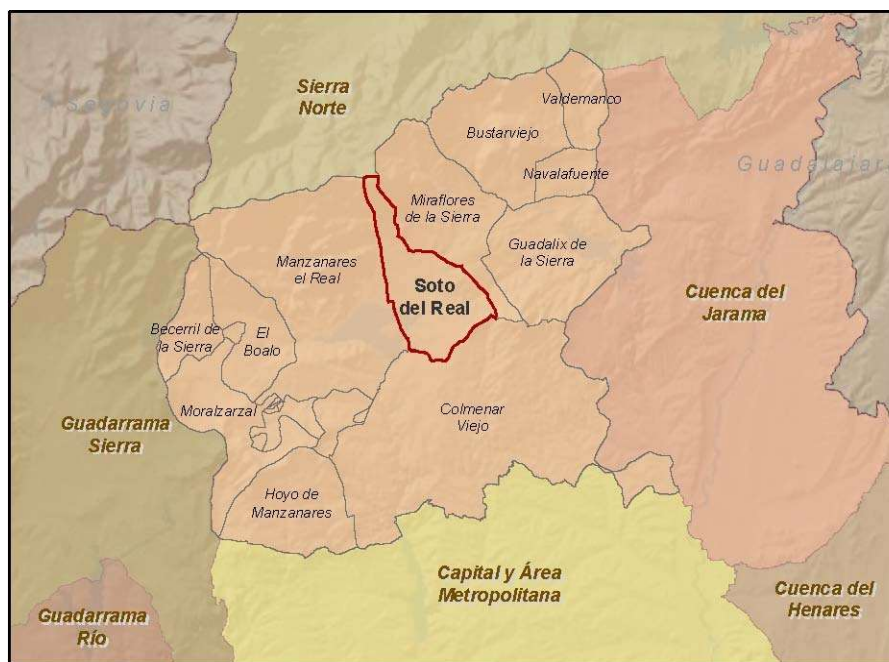 Sierra
Norte
Segovia
Valdemanco
Bustarviejo
Navalafuente
Guadalajar
Miraflores
de la Sierra
Guadalix de
la Sierra
Manzanares
el Real
Soto
del Real
Cuenca del
Jarama
Becerril de
la Sierra
El
Boalo
Moralzarzal
Colmenar
Viejo
Guadarrama
Sierra
Hoyo de
Manzanares
Capital y Área
Metropolitana
Cuenca del
Henares
Guadarrama
Río